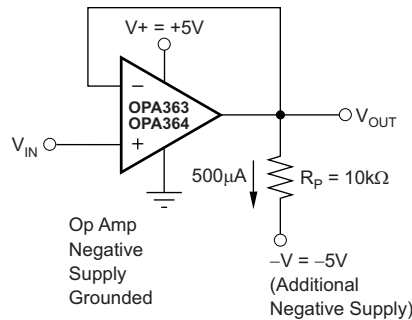 V+ = +5V
OPA363
OPA364
−
+
V_IN
V_OUT
500μA
R_P = 10kΩ
Op Amp
Negative
Supply
Grounded
−V = −5V
(Additional
Negative Supply)